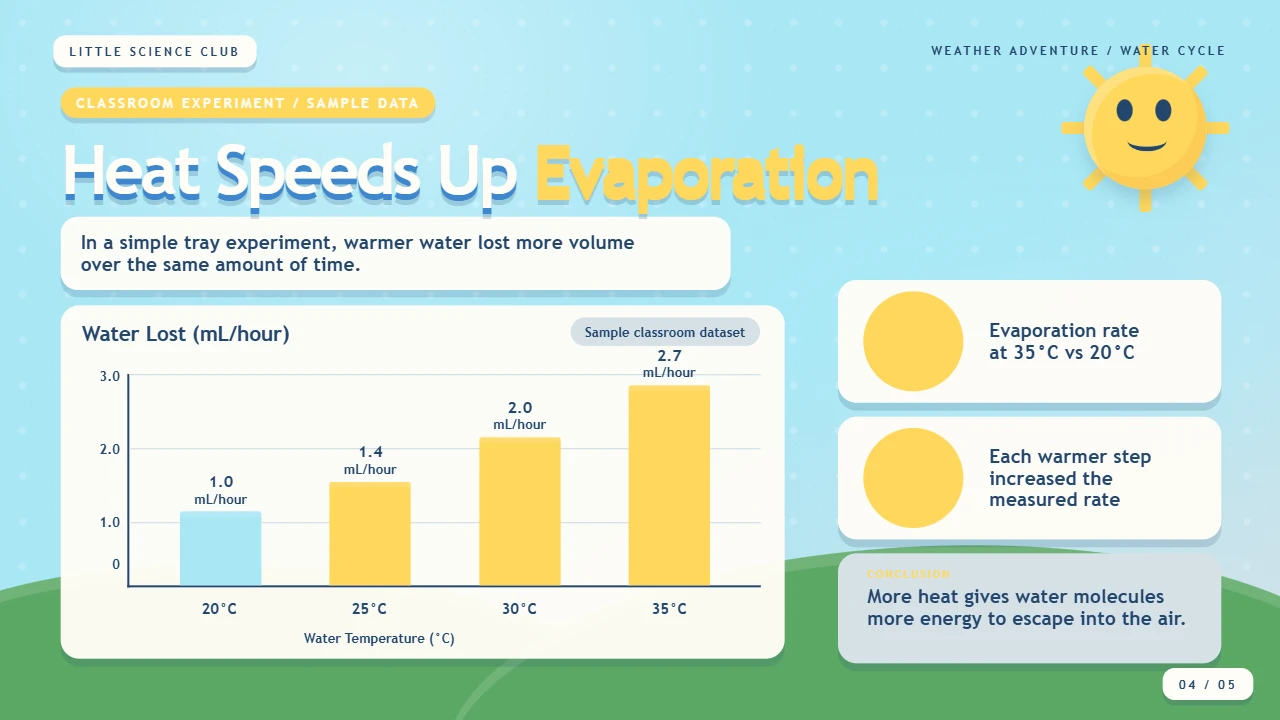 LITTLE SCIENCE CLUB
WEATHER ADVENTURE / WATER CYCLE
CLASSROOM EXPERIMENT / SAMPLE DATA
Heat Speeds Up Evaporation
In a simple tray experiment, warmer water lost more volume
over the same amount of time.
Water Lost (mL/hour)
Sample classroom dataset
3.0
2.0
1.0
0
1.0
mL/hour
1.4
mL/hour
2.0
mL/hour
2.7
mL/hour
20°C
25°C
30°C
35°C
Water Temperature (°C)
Evaporation rate
at 35°C vs 20°C
Each warmer step
increased the
measured rate
CONCLUSION
More heat gives water molecules
more energy to escape into the air.
04 / 05